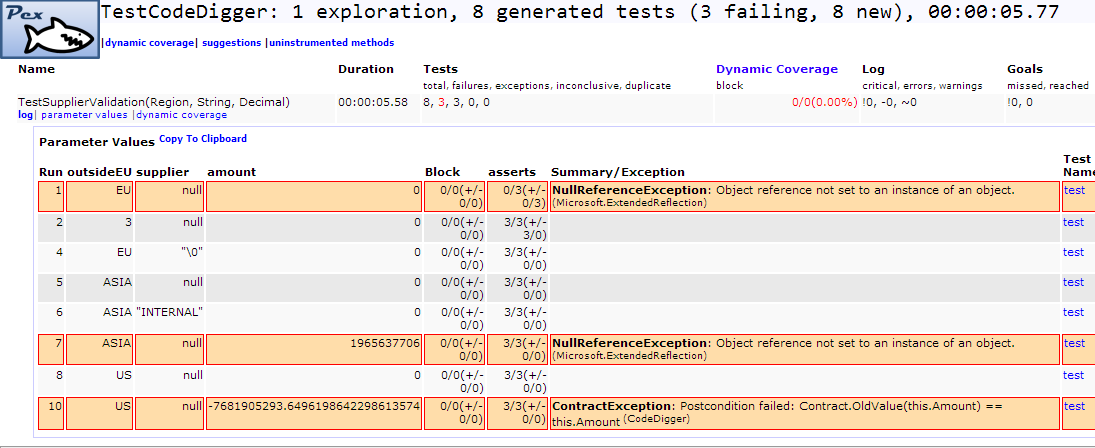 Pex
TestCodeDigger: 1 exploration, 8 generated tests (3 failing, 8 new), 00:00:05.77
|dynamic coverage| suggestions |uninstrumented methods
Name Duration Tests Dynamic Coverage Log Goals
total, failures, exceptions, inconclusive, duplicate block critical, errors, warnings missed, reached
TestSupplierValidation(Region, String, Decimal) 00:00:05.58 8, 3, 3, 0, 0 0/0(0.00%) !0, -0, ~0 !0, 0
log| parameter values |dynamic coverage
Parameter Values Copy To Clipboard
Run outsideEU supplier amount Block asserts Summary/Exception Test Name
1 EU null 0 0/0(+/- 0/0) 0/3(+/- 0/3) NullReferenceException: Object reference not set to an instance of an object. (Microsoft.ExtendedReflection) test
2 3 null 0 0/0(+/- 0/0) 3/3(+/- 3/0) test
4 EU "\0" 0 0/0(+/- 0/0) 3/3(+/- 0/0) test
5 ASIA null 0 0/0(+/- 0/0) 3/3(+/- 0/0) test
6 ASIA "INTERNAL" 0 0/0(+/- 0/0) 3/3(+/- 0/0) test
7 ASIA null 1965637706 0/0(+/- 0/0) 3/3(+/- 0/0) NullReferenceException: Object reference not set to an instance of an object. (Microsoft.ExtendedReflection) test
8 US null 0 0/0(+/- 0/0) 3/3(+/- 0/0) test
10 US null -7681905293.6496198642298613574 0/0(+/- 0/0) 3/3(+/- 0/0) ContractException: Postcondition failed: Contract.OldValue(this.Amount) == this.Amount (CodeDigger) test